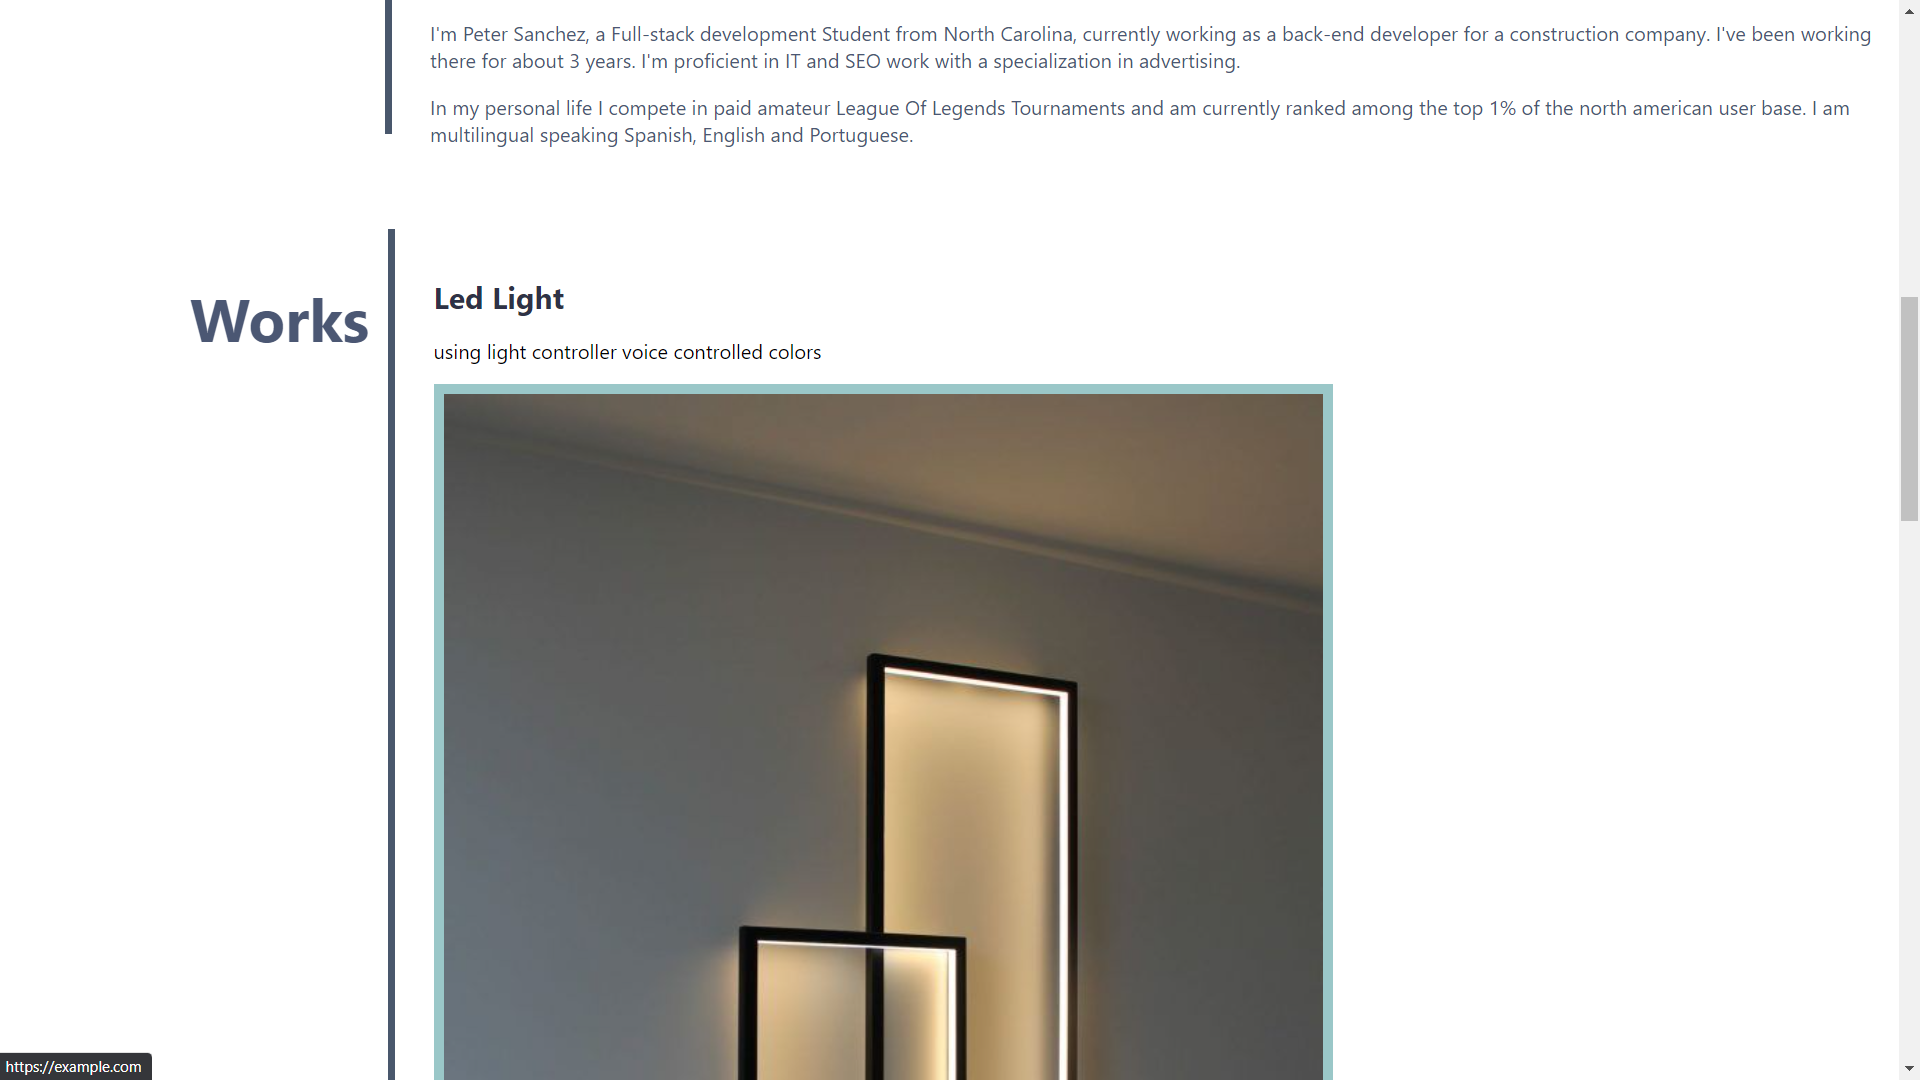 I'm Peter Sanchez, a Full-stack development Student from North Carolina, currently working as a back-end developer for a construction company. I've been working
there for about 3 years. I'm proficient in IT and SEO work with a specialization in advertising.
In my personal life I compete in paid amateur League Of Legends Tournaments and am currently ranked among the top 1% of the north american user base. I am
multilingual speaking Spanish, English and Portuguese.
Works
Led Light
using light controller voice controlled colors
https://example.com